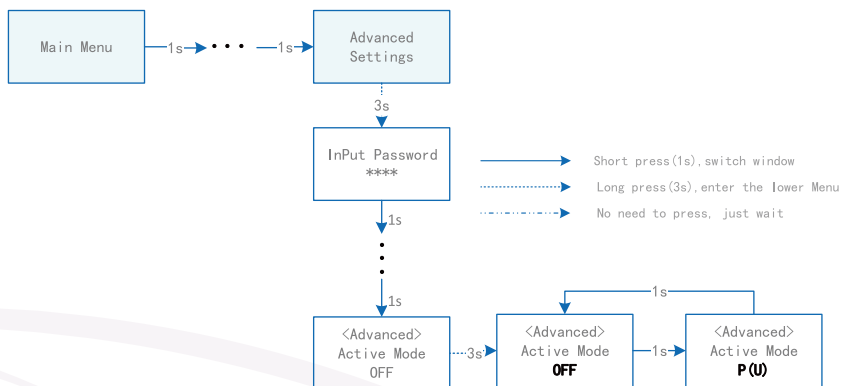 Main Menu
1s
• • •
1s
Advanced
Settings
3s
InPut Password
****
Short press(1s),switch window
Long press(3s),enter the lower Menu
No need to press, just wait
1s
1s
1s
<Advanced>
Active Mode
OFF
3s
<Advanced>
Active Mode
OFF
1s
<Advanced>
Active Mode
P(U)